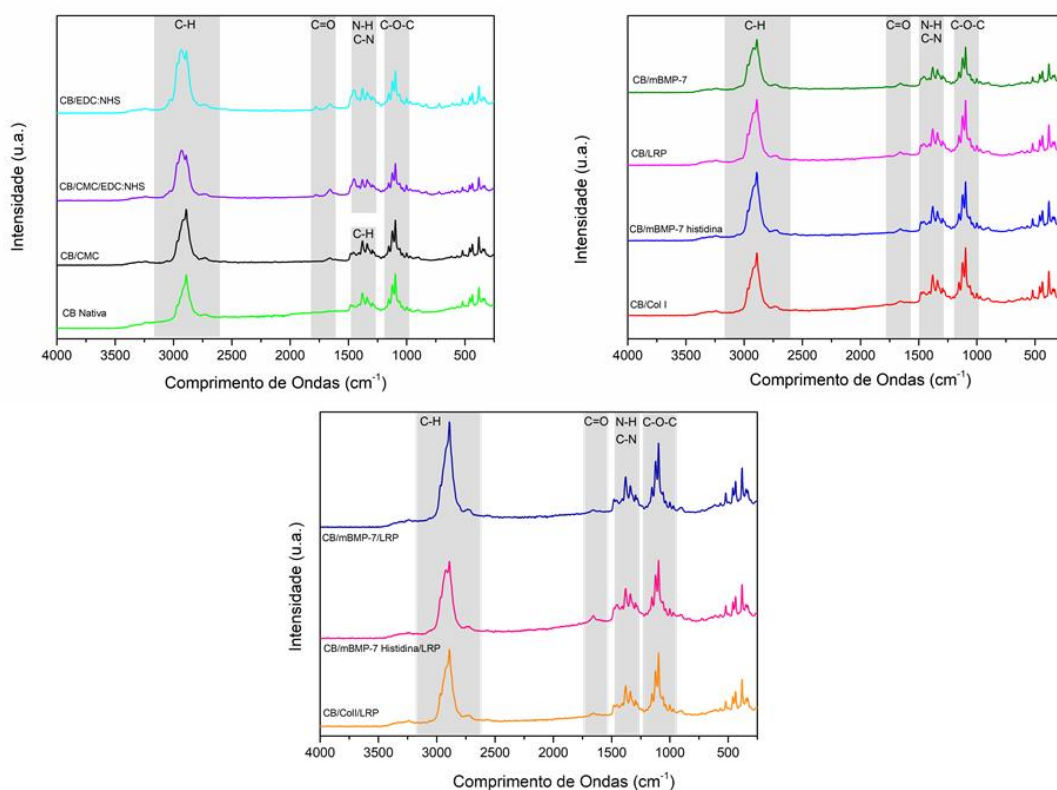 C-H
C=O
N-H
C-O-C
C-N
CB/EDC:NHS
CB/CMC/EDC:NHS
C-H
CB/CMC
CB Nativa
Intensidade (u.a.)
4000 3500 3000 2500 2000 1500 1000 500
Comprimento de Ondas (cm⁻¹)
C-H
C=O
N-H
C-O-C
C-N
CB/mBMP-7
CB/LRP
CB/mBMP-7 histidina
CB/Col I
Intensidade (u.a.)
4000 3500 3000 2500 2000 1500 1000 500
Comprimento de Ondas (cm⁻¹)
C-H
C=O
N-H
C-O-C
C-N
CB/mBMP-7/LRP
CB/mBMP-7 Histidina/LRP
CB/ColI/LRP
Intensidade (u.a.)
4000 3500 3000 2500 2000 1500 1000 500
Comprimento de Ondas (cm⁻¹)